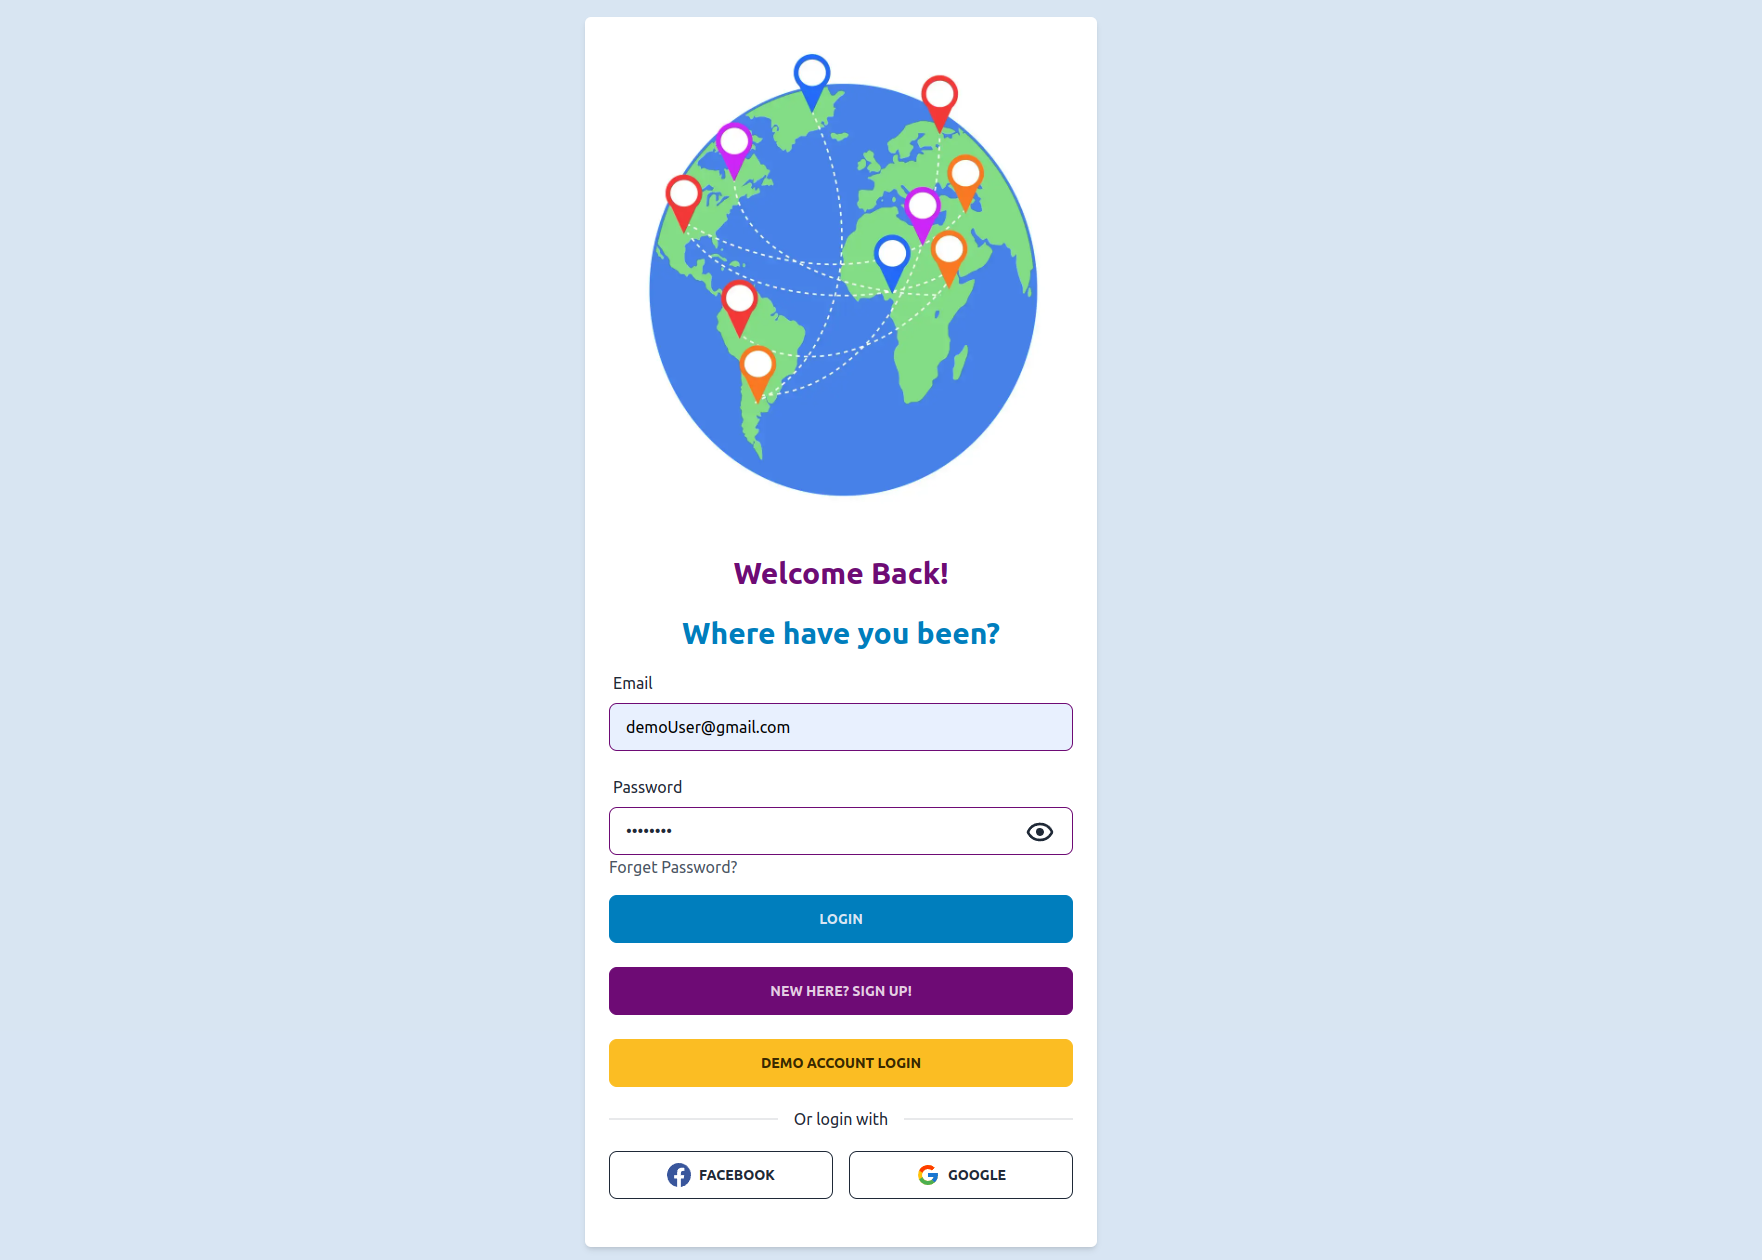 Welcome Back!
Where have you been?
Email
demoUser@gmail.com
Password
••••••••
Forget Password?
LOGIN
NEW HERE? SIGN UP!
DEMO ACCOUNT LOGIN
Or login with
FACEBOOK
GOOGLE